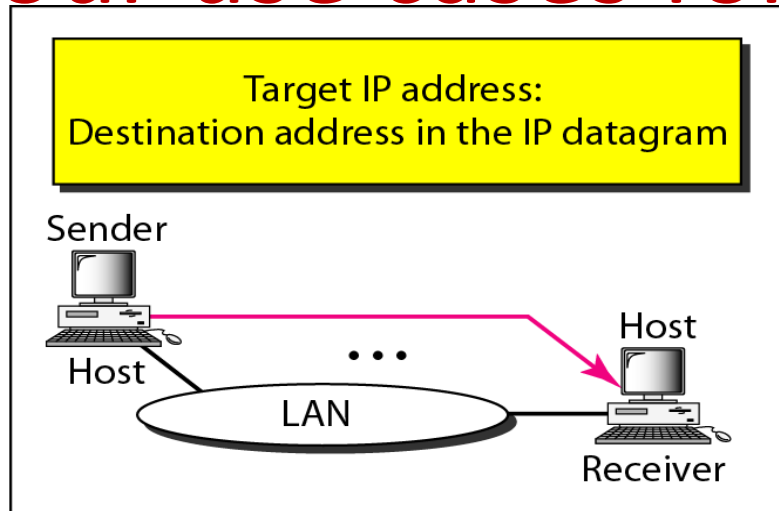 Target IP address:
Destination address in the IP datagram
Sender
Host
...
Host
LAN
Receiver